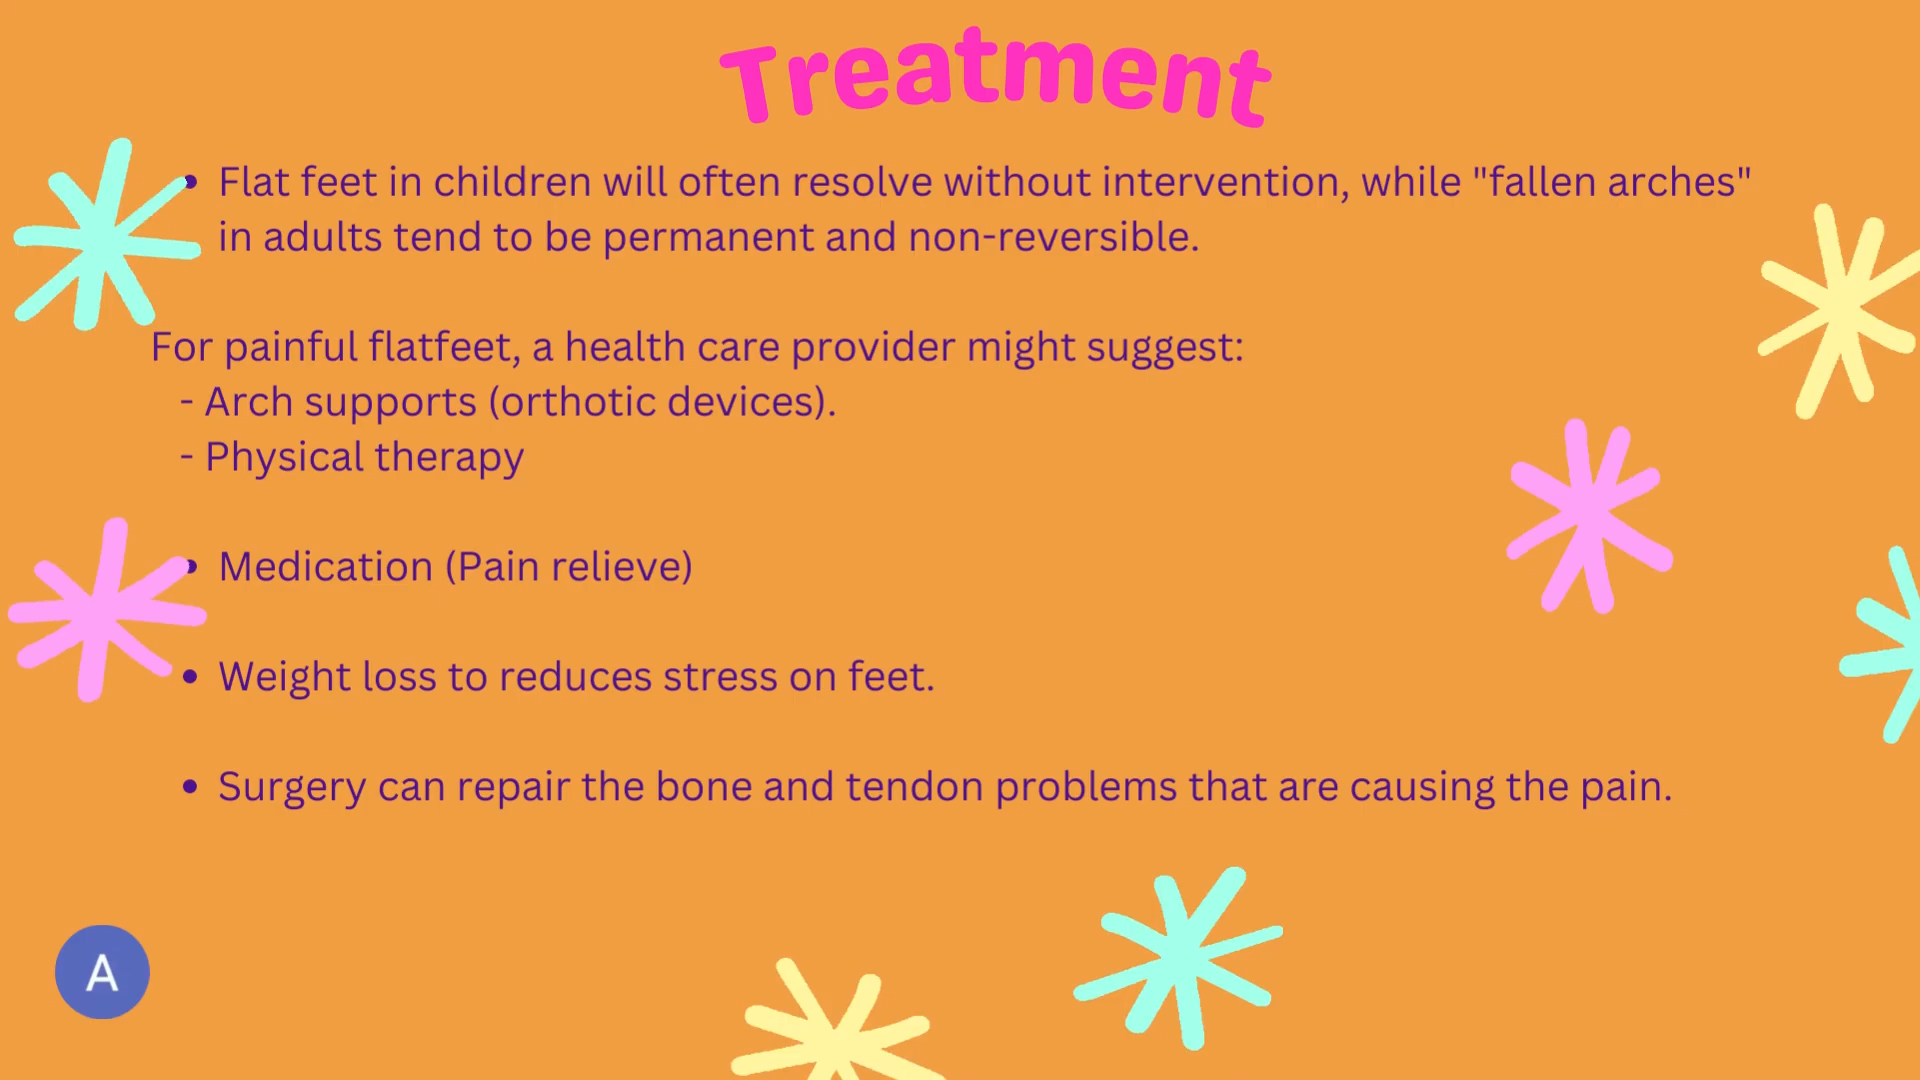 Treatment
• Flat feet in children will often resolve without intervention, while "fallen arches"
in adults tend to be permanent and non-reversible.
For painful flatfeet, a health care provider might suggest:
- Arch supports (orthotic devices).
- Physical therapy
• Medication (Pain relieve)
• Weight loss to reduces stress on feet.
• Surgery can repair the bone and tendon problems that are causing the pain.
A